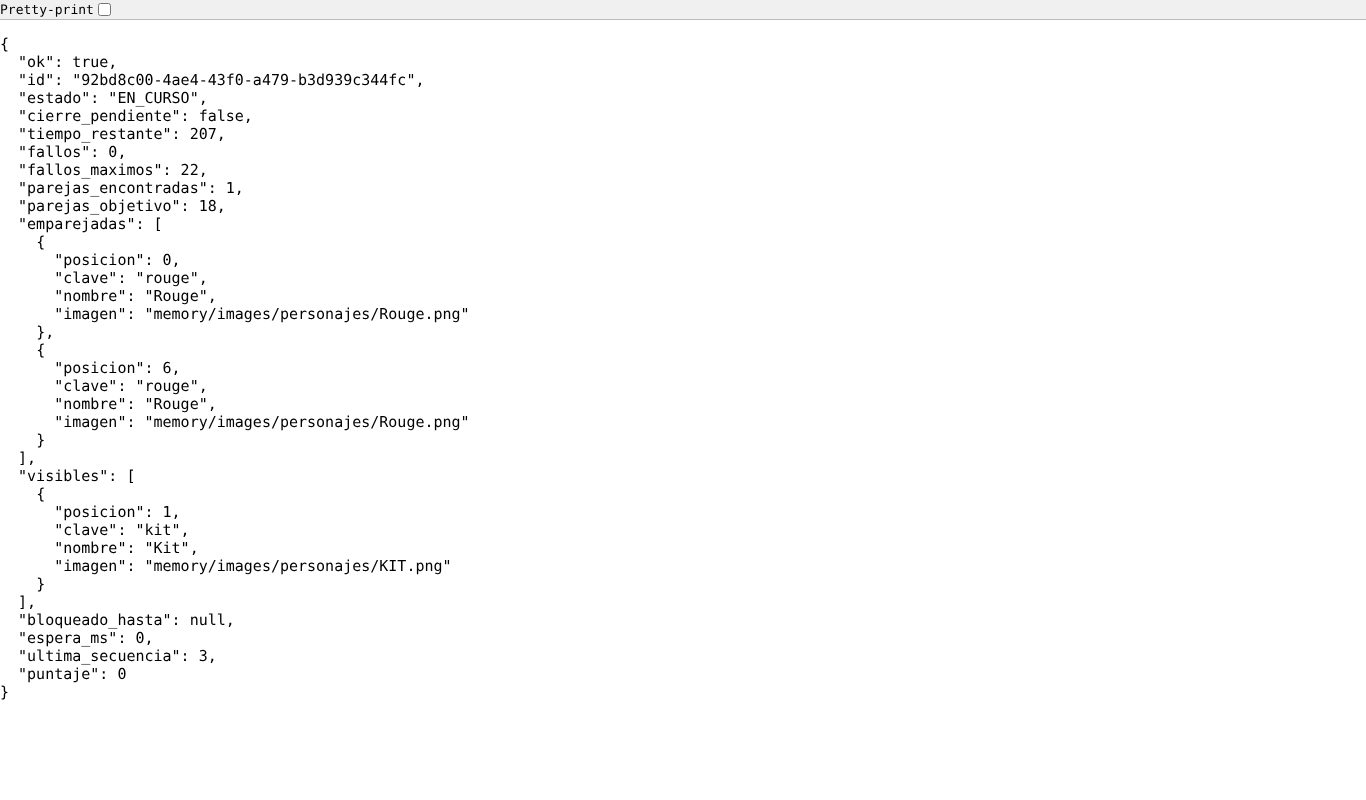 Pretty-print
{
  "ok": true,
  "id": "92bd8c00-4ae4-43f0-a479-b3d939c344fc",
  "estado": "EN_CURSO",
  "cierre_pendiente": false,
  "tiempo_restante": 207,
  "fallos": 0,
  "fallos_maximos": 22,
  "parejas_encontradas": 1,
  "parejas_objetivo": 18,
  "emparejadas": [
    {
      "posicion": 0,
      "clave": "rouge",
      "nombre": "Rouge",
      "imagen": "memory/images/personajes/Rouge.png"
    },
    {
      "posicion": 6,
      "clave": "rouge",
      "nombre": "Rouge",
      "imagen": "memory/images/personajes/Rouge.png"
    }
  ],
  "visibles": [
    {
      "posicion": 1,
      "clave": "kit",
      "nombre": "Kit",
      "imagen": "memory/images/personajes/KIT.png"
    }
  ],
  "bloqueado_hasta": null,
  "espera_ms": 0,
  "ultima_secuencia": 3,
  "puntaje": 0
}